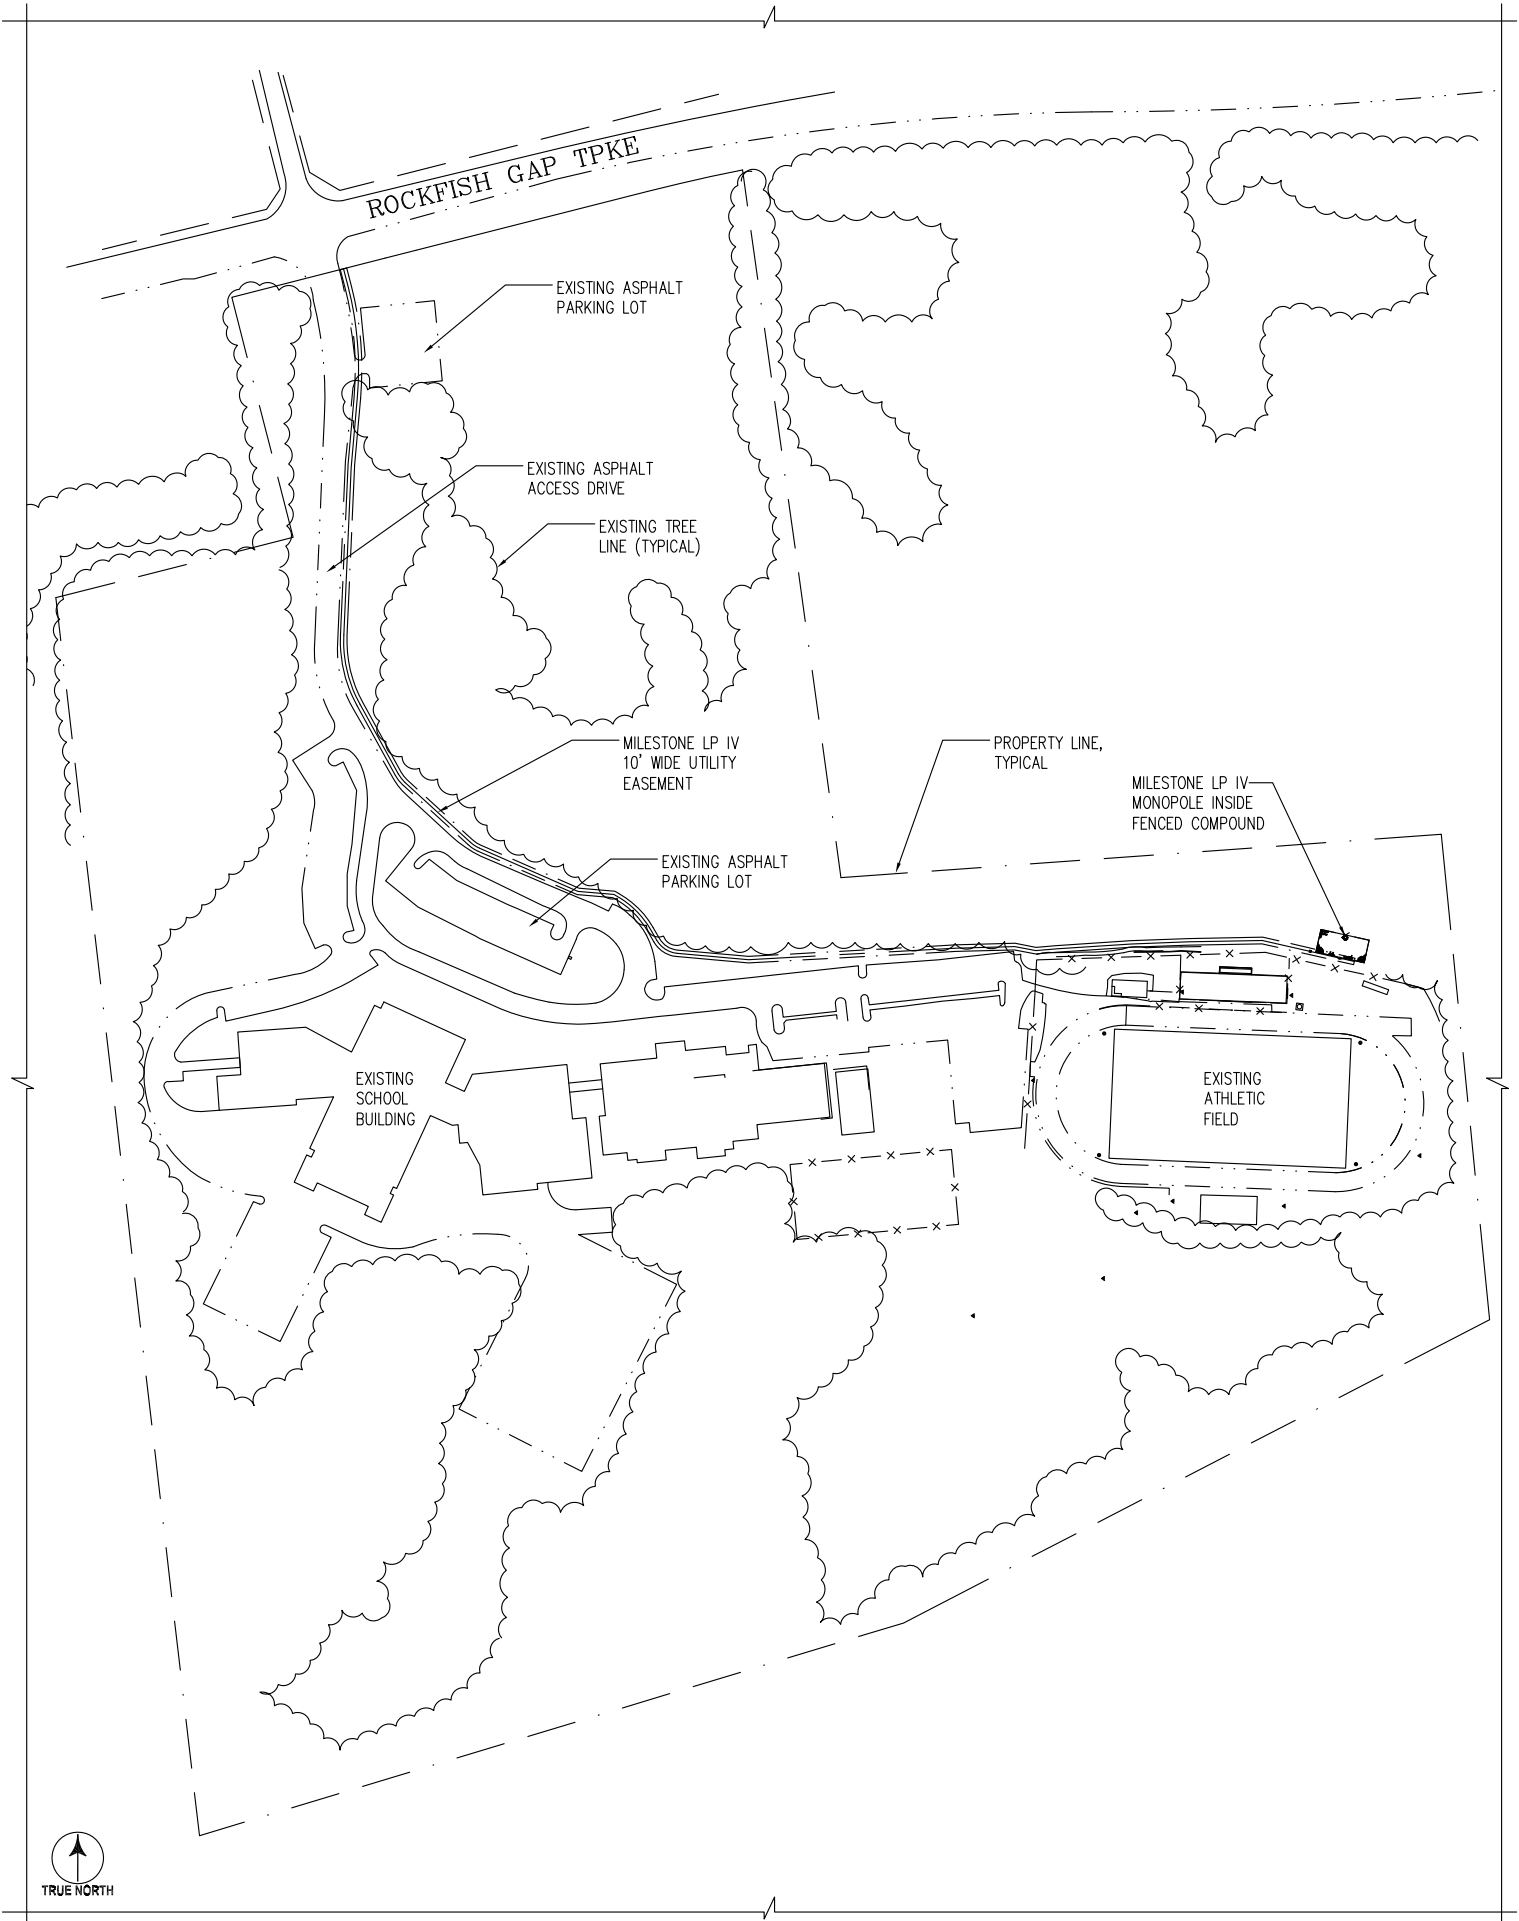 ROCKFISH GAP TPKE
EXISTING ASPHALT
PARKING LOT
EXISTING ASPHALT
ACCESS DRIVE
EXISTING TREE
LINE (TYPICAL)
MILESTONE LP IV
10' WIDE UTILITY
EASEMENT
PROPERTY LINE,
TYPICAL
MILESTONE LP IV
MONOPOLE INSIDE
FENCED COMPOUND
EXISTING ASPHALT
PARKING LOT
EXISTING
SCHOOL
BUILDING
EXISTING
ATHLETIC
FIELD
TRUE NORTH